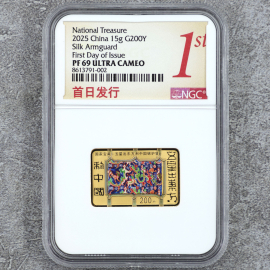 National Treasure
2025 China 15g G200Y
Silk Armguard
First Day of Issue
PF 69 ULTRA CAMEO
8613791-002
1st
首日发行
NGC
200